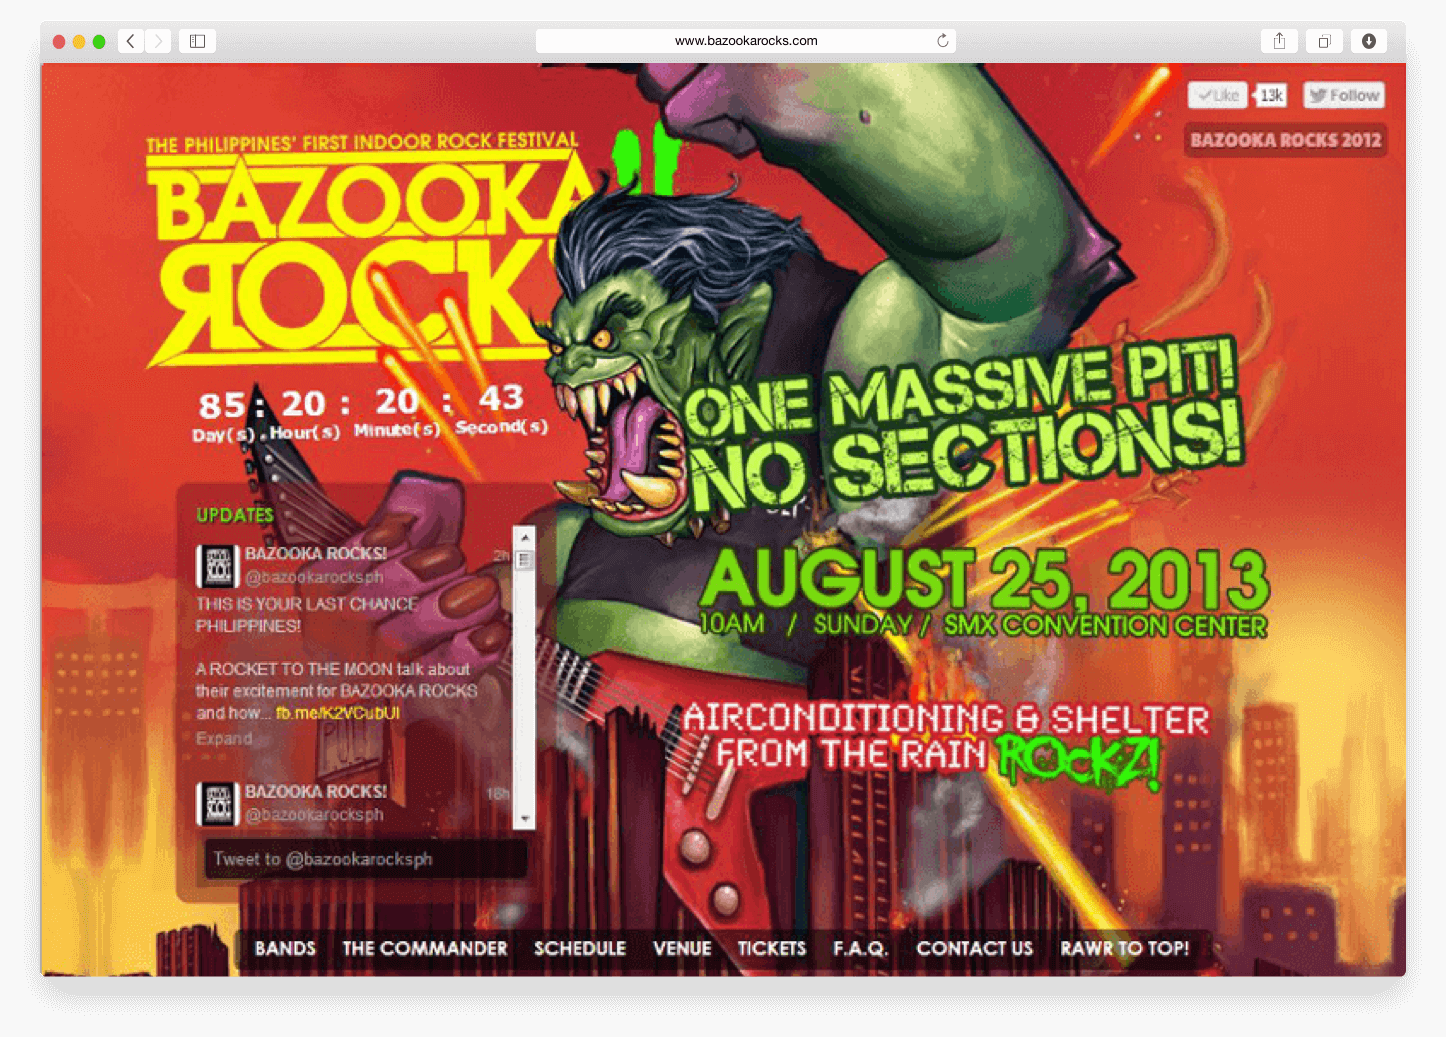 www.bazookarocks.com
Like
13k
Follow
BAZOOKA ROCKS 2012
THE PHILIPPINES' FIRST INDOOR ROCK FESTIVAL
BAZOOKA
ROCK
II
85 : 20 : 20 : 43
Day(s) Hour(s) Minute(s) Second(s)
ONE MASSIVE PIT!
NO SECTIONS!
AUGUST 25, 2013
10AM / SUNDAY / SMX CONVENTION CENTER
AIRCONDITIONING & SHELTER
FROM THE RAIN ROCKZ!
UPDATES
BAZOOKA ROCKS! 2h
@bazookarocksph
THIS IS YOUR LAST CHANCE
PHILIPPINES!
A ROCKET TO THE MOON talk about
their excitement for BAZOOKA ROCKS
and how... fb.me/K2VCubUI
Expand
BAZOOKA ROCKS! 16h
@bazookarocksph
Tweet to @bazookarocksph
BANDS THE COMMANDER SCHEDULE VENUE TICKETS F.A.Q. CONTACT US RAWR TO TOP!